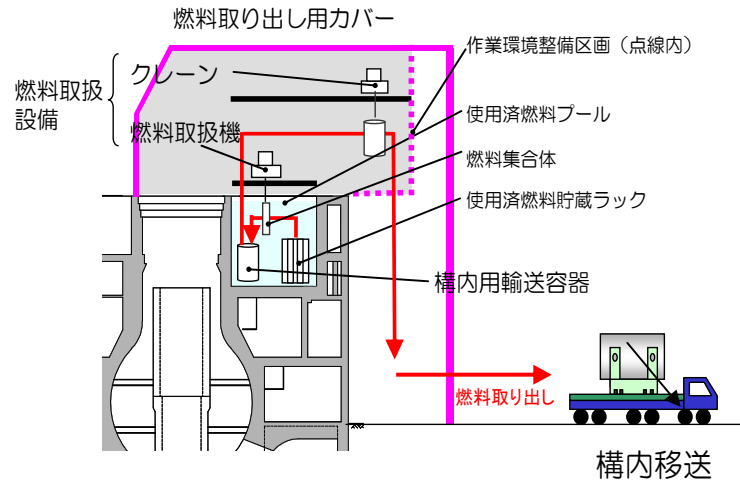 燃料取り出し用カバー
作業環境整備区画（点線内）
クレーン
燃料取扱
設備
使用済燃料プール
燃料取扱機
燃料集合体
使用済燃料貯蔵ラック
構内用輸送容器
燃料取り出し
構内移送